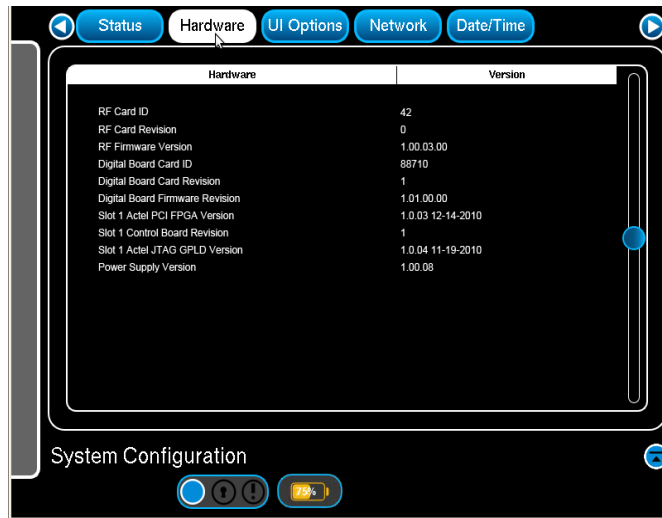 Status Hardware UI Options Network Date/Time
Hardware Version
RF Card ID 42
RF Card Revision 0
RF Firmware Version 1.00.03.00
Digital Board Card ID 88710
Digital Board Card Revision 1
Digital Board Firmware Revision 1.01.00.00
Slot 1 Actel PCI FPGA Version 1.0.03 12-14-2010
Slot 1 Control Board Revision 1
Slot 1 Actel JTAG GPLD Version 1.0.04 11-19-2010
Power Supply Version 1.00.08
System Configuration
75%